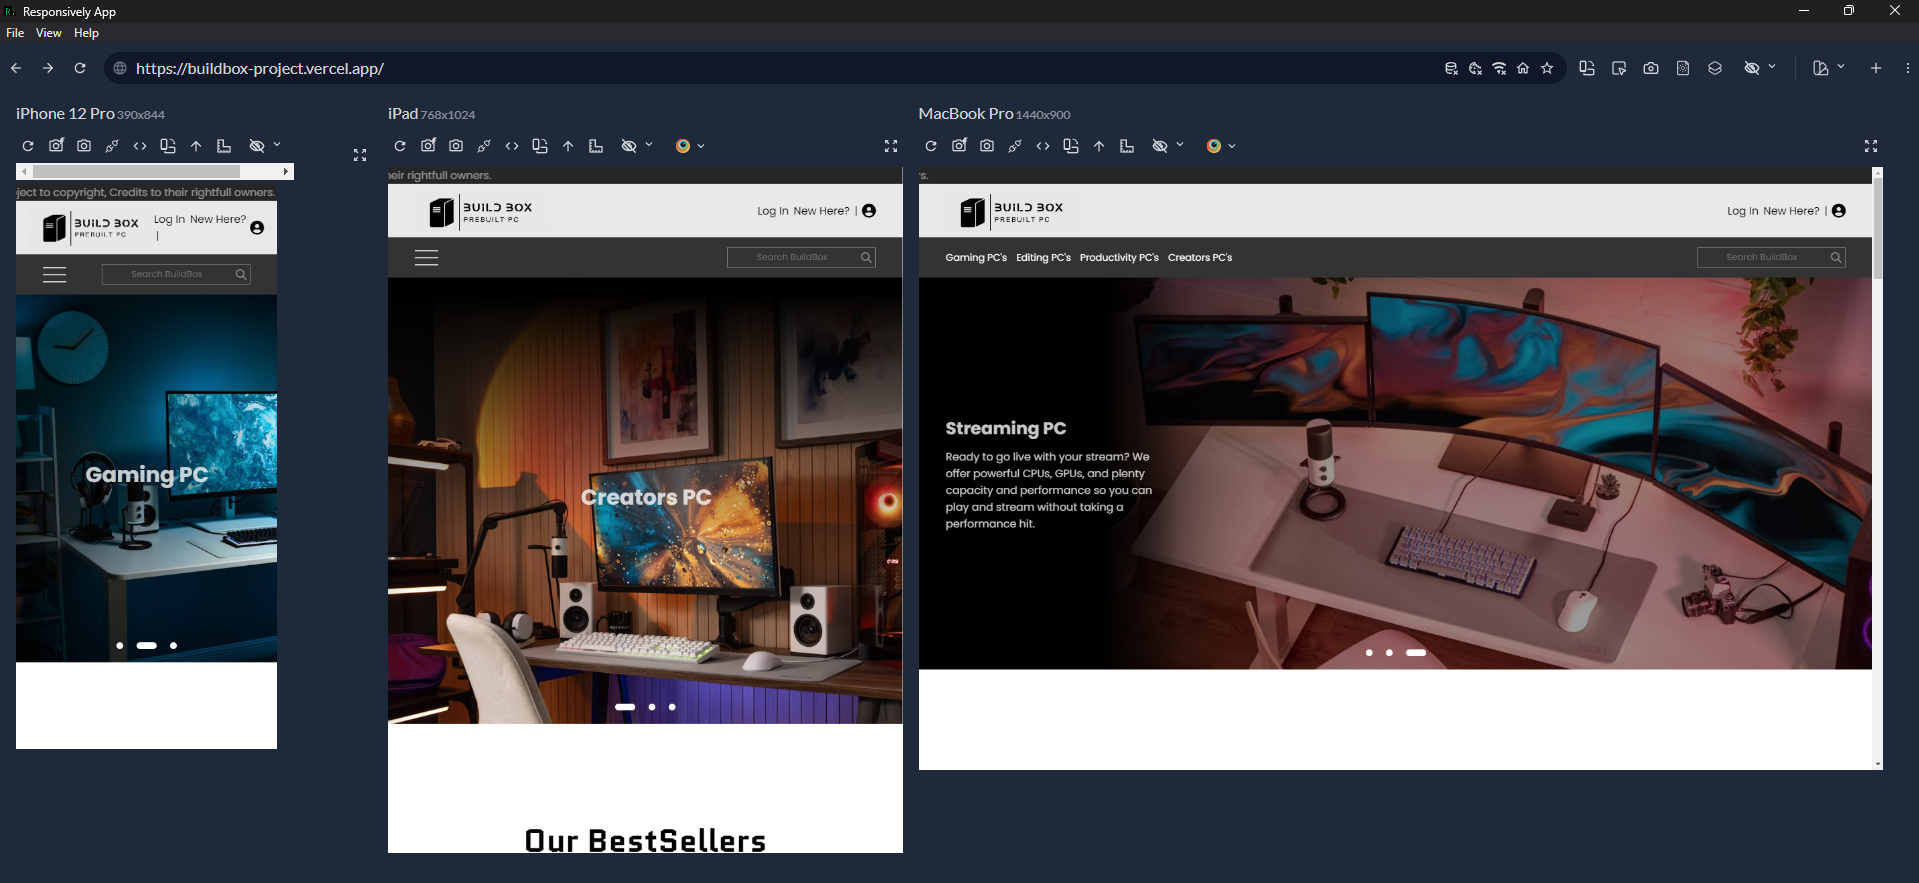 Responsively App
File View Help
https://buildbox-project.vercel.app/
iPhone 12 Pro 390x844
ject to copyright, Credits to their rightfull owners.
BUILD BOX
PREBUILT PC
Log In New Here?
|
Search BuildBox
Gaming PC
iPad 768x1024
heir rightfull owners.
BUILD BOX
PREBUILT PC
Log In New Here? |
Search BuildBox
Creators PC
Our BestSellers
MacBook Pro 1440x900
rs.
BUILD BOX
PREBUILT PC
Log In New Here? |
Gaming PC's Editing PC's Productivity PC's Creators PC's
Search BuildBox
Streaming PC
Ready to go live with your stream? We
offer powerful CPUs, GPUs, and plenty
capacity and performance so you can
play and stream without taking a
performance hit.